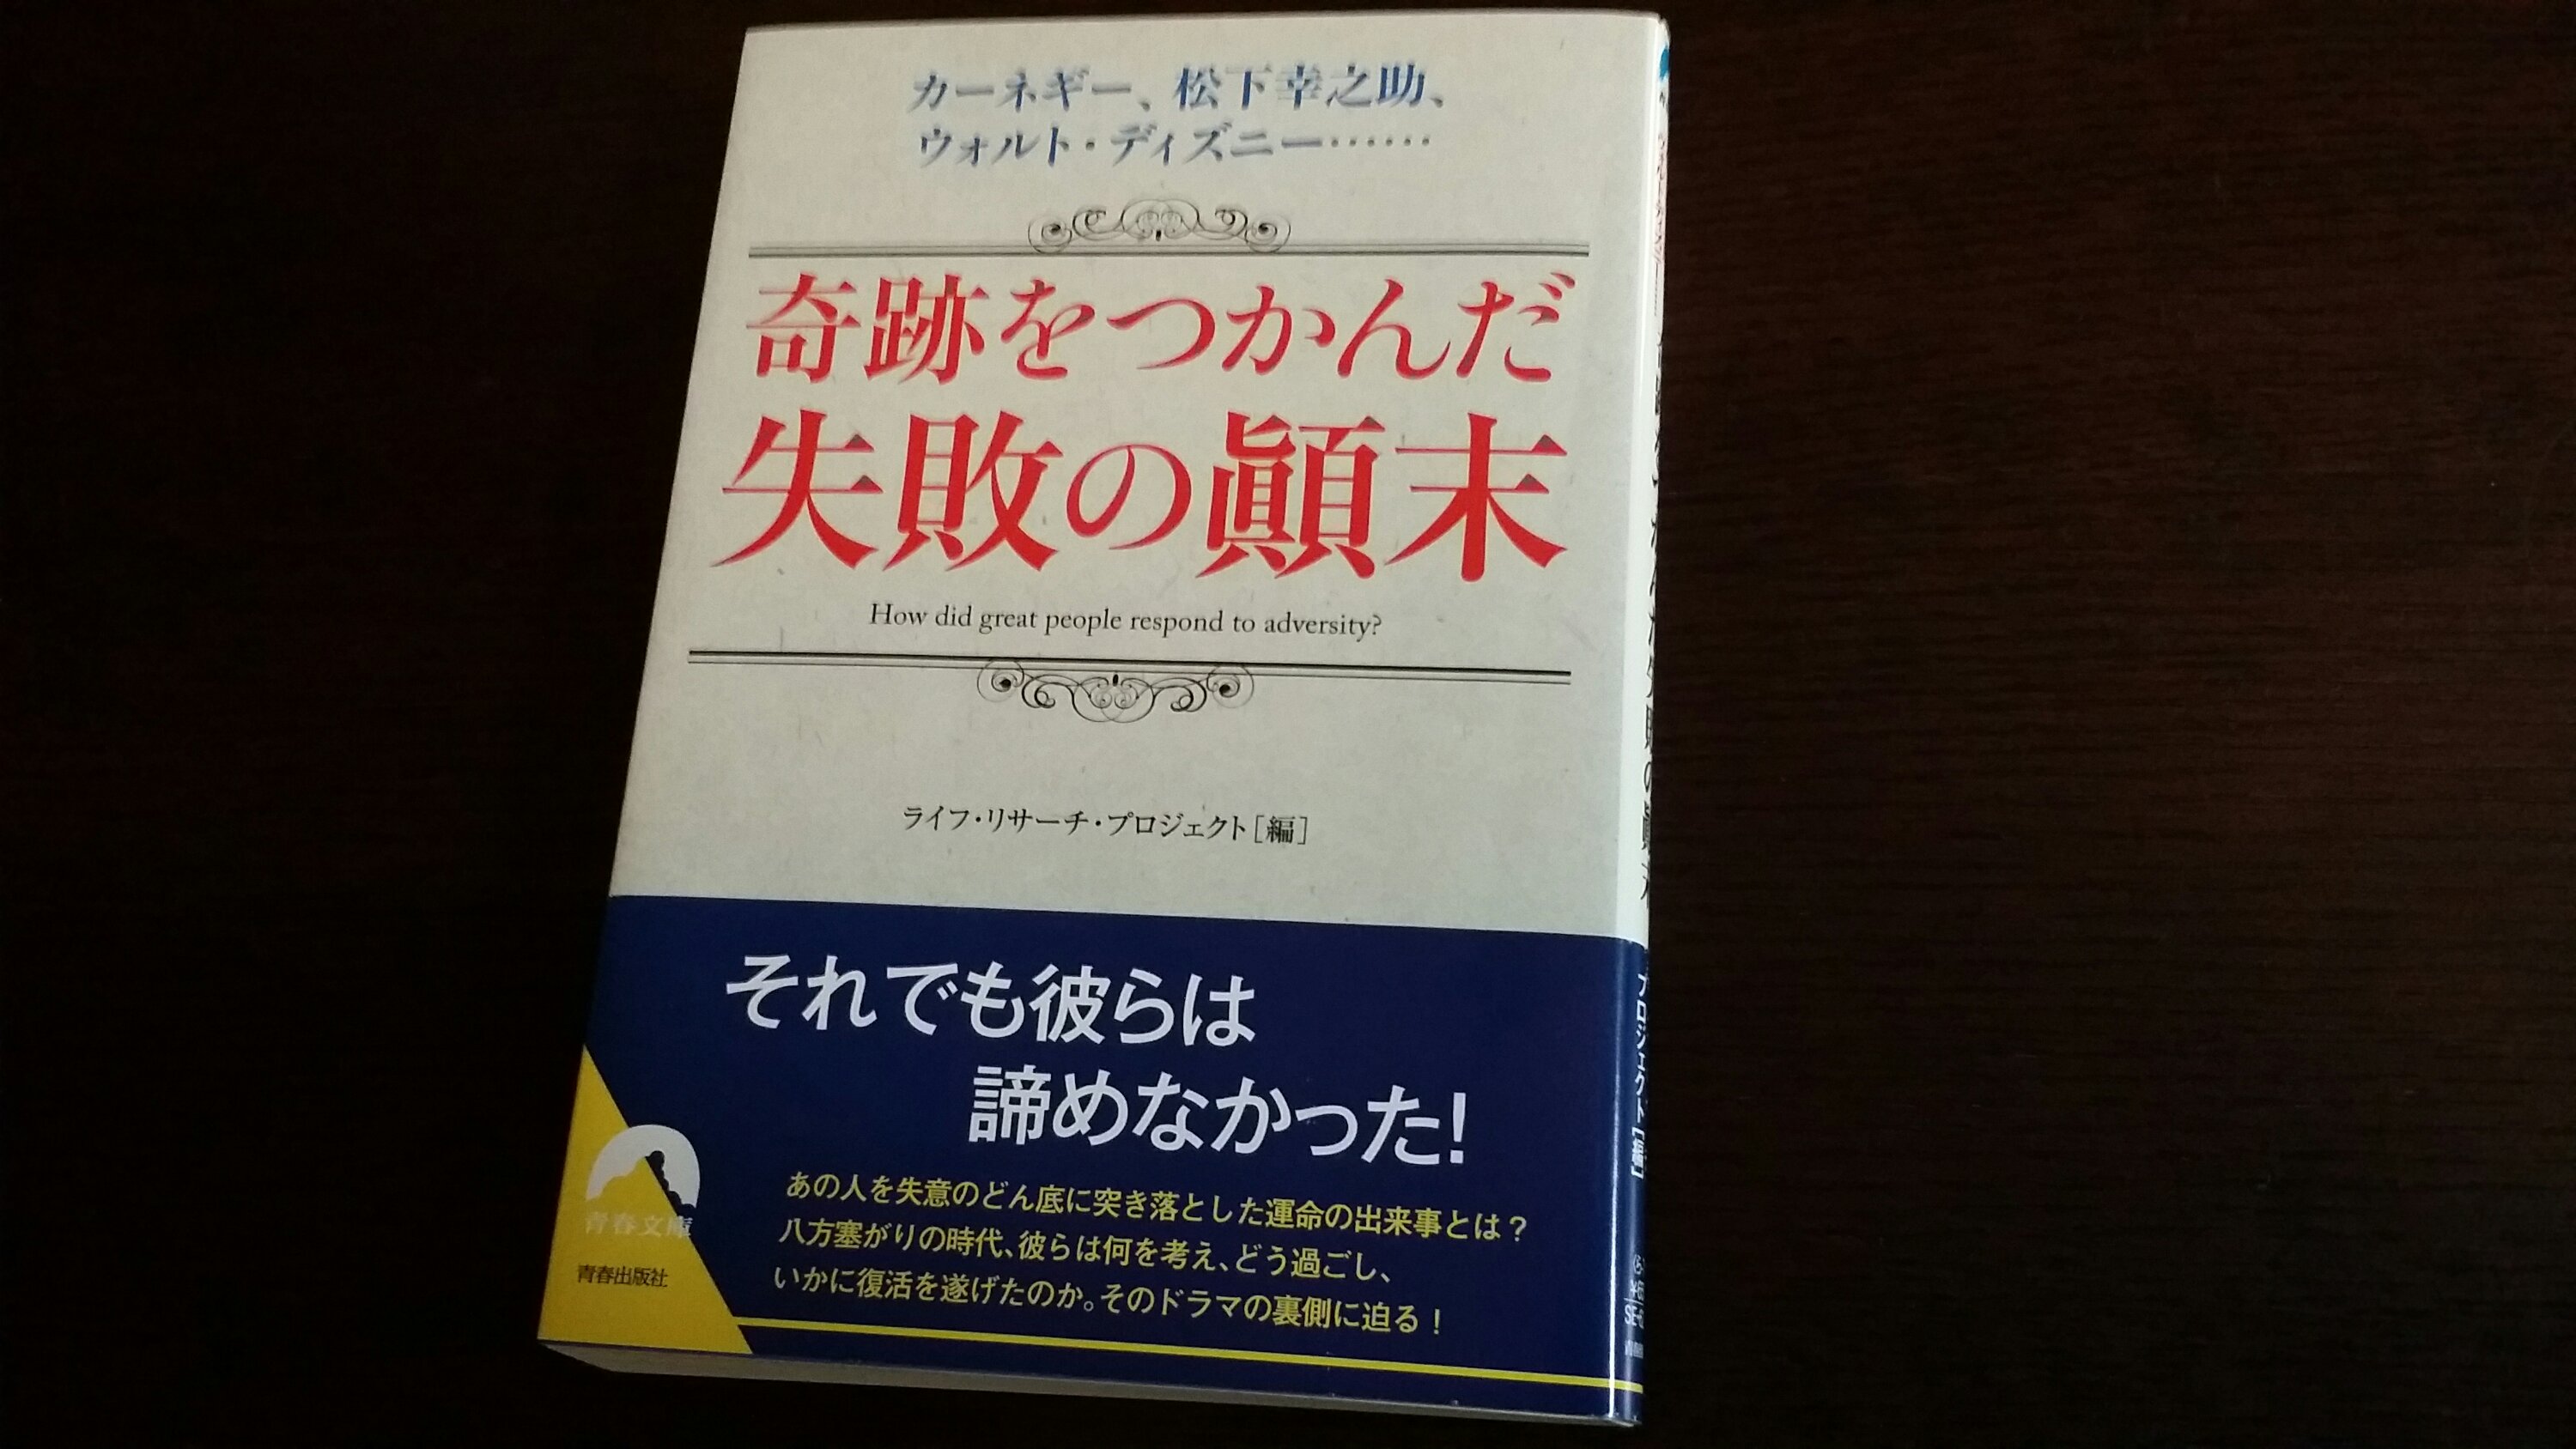 カーネギー、松下幸之助、
ウォルト・ディズニー……
奇跡をつかんだ
失敗の顚末
How did great people respond to adversity?
ライフ・リサーチ・プロジェクト[編]
それでも彼らは
諦めなかった!
あの人を失意のどん底に突き落とした運命の出来事とは?
八方塞がりの時代、彼らは何を考え、どう過ごし、
いかに復活を遂げたのか。そのドラマの裏側に迫る!
青春文庫
青春出版社